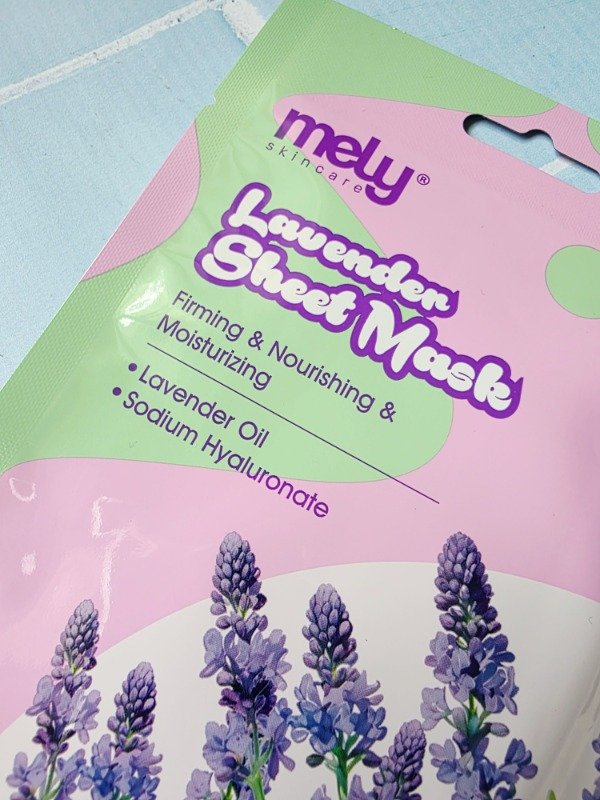 mely®
skincare
Lavender
Sheet Mask
Firming & Nourishing &
Moisturizing
• Lavender Oil
• Sodium Hyaluronate